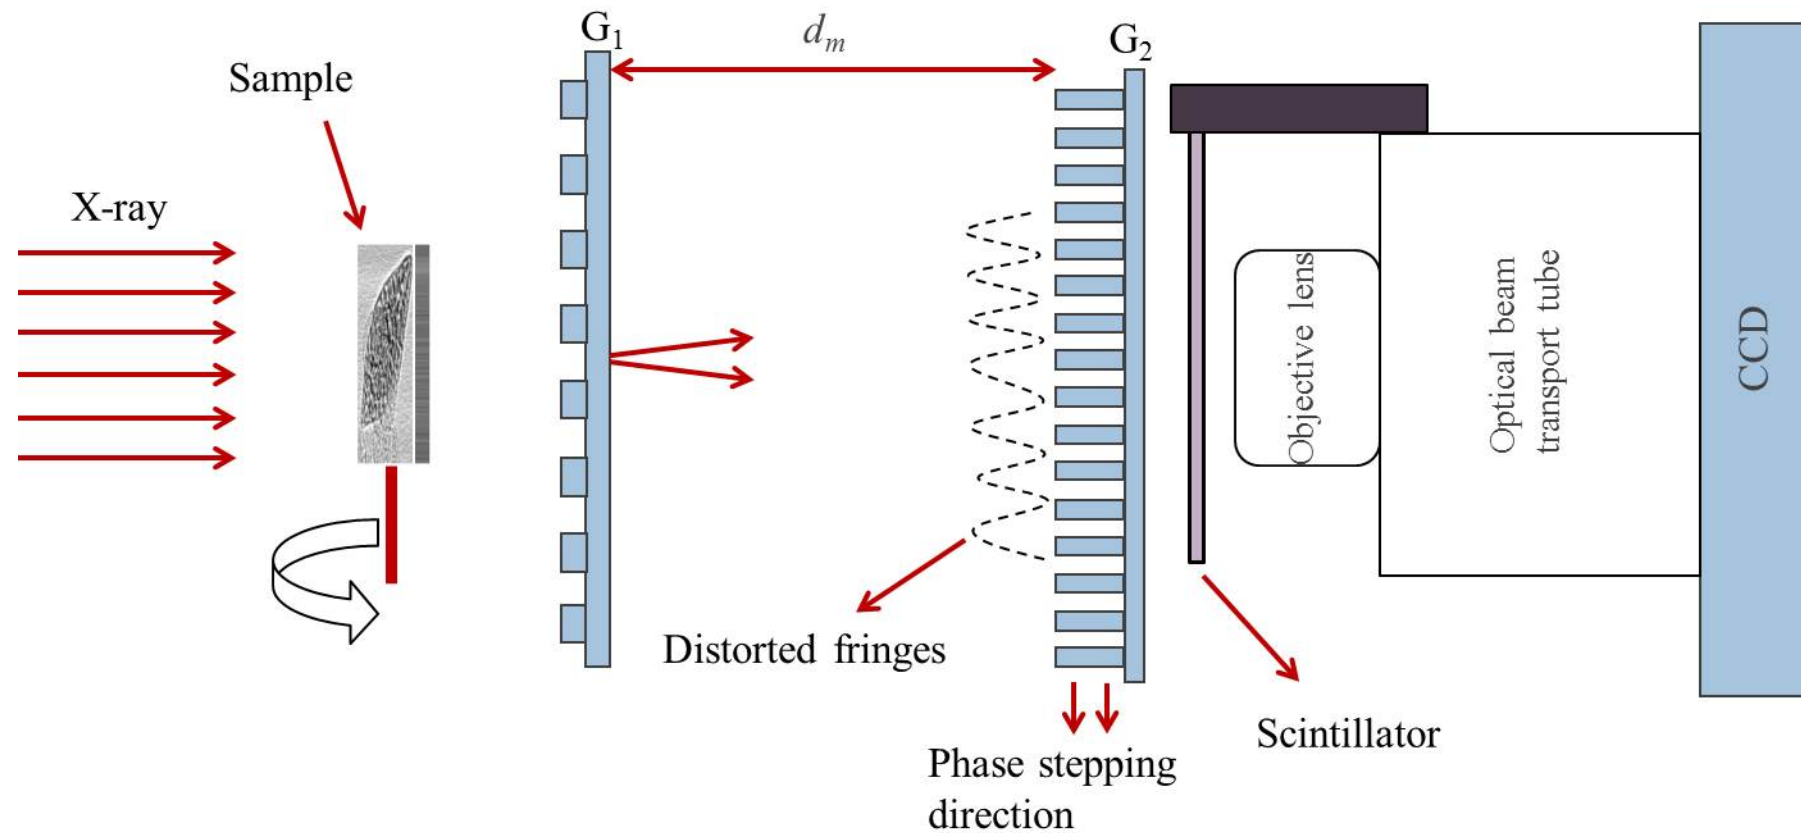 G₁
dₘ
G₂
Sample
X-ray
Objective lens
Optical beam
transport tube
CCD
Distorted fringes
Scintillator
Phase stepping
direction